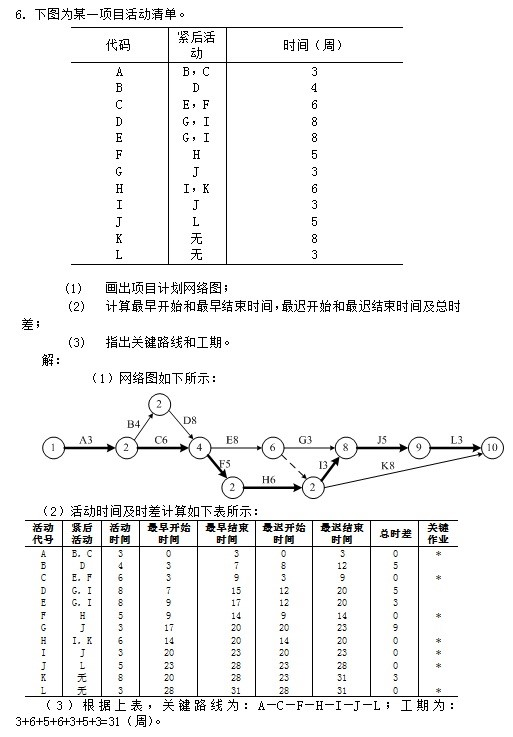 6. 下图为某一项目活动清单。
代码 紧后活动 时间（周）
A B，C 3
B D 4
C E，F 6
D G，I 8
E G，I 8
F H 5
G J 3
H I，K 6
I J 3
J L 5
K 无 8
L 无 3
(1) 画出项目计划网络图；
(2) 计算最早开始和最早结束时间，最迟开始和最迟结束时间及总时
差；
(3) 指出关键路线和工期。
解：
（1）网络图如下所示：
2
B4 D8
1 A3 2 C6 4 E8 6 G3 8 J5 9 L3 10
F5 I3 K8
2 H6 2
（2）活动时间及时差计算如下表所示：
活动代号 紧后活动 活动时间 最早开始时间 最早结束时间 最迟开始时间 最迟结束时间 总时差 关键作业
A B，C 3 0 3 0 3 0 *
B D 4 3 7 8 12 5
C E，F 6 3 9 3 9 0 *
D G，I 8 7 15 12 20 5
E G，I 8 9 17 12 20 3
F H 5 9 14 9 14 0 *
G J 3 17 20 20 23 9
H I，K 6 14 20 14 20 0 *
I J 3 20 23 20 23 0 *
J L 5 23 28 23 28 0 *
K 无 8 20 28 23 31 3
L 无 3 28 31 28 31 0 *
（3）根据上表，关键路线为：A—C—F—H—I—J—L；工期为：
3+6+5+6+3+5+3=31（周）。